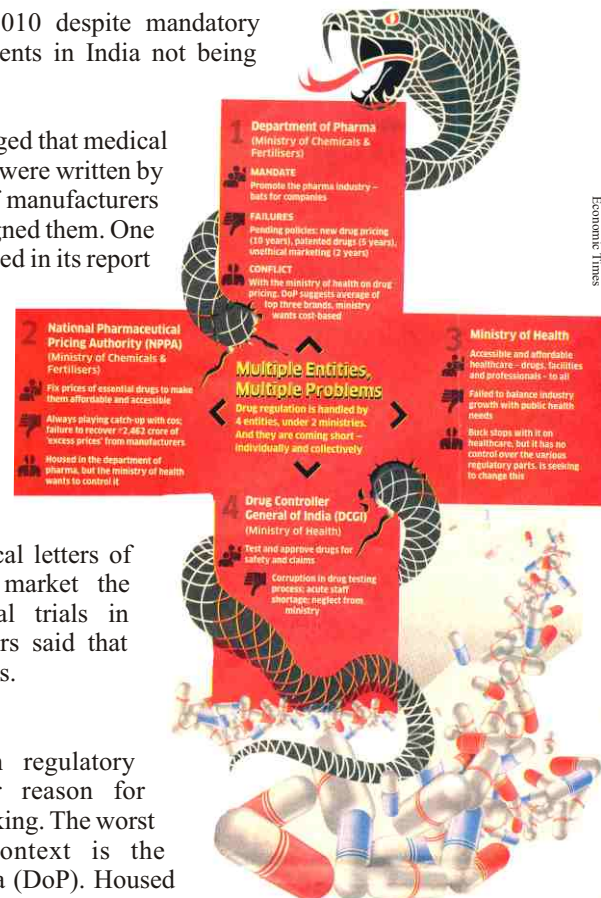 010 despite mandatory
ents in India not being
ged that medical
were written by
f manufacturers
gned them. One
ed in its report
cal letters of
market the
al trials in
rs said that
s.
n regulatory
r reason for
king. The worst
ontext is the
a (DoP). Housed
1
Department of Pharma
(Ministry of Chemicals &
Fertilisers)
MANDATE
Promote the pharma industry –
bats for companies
FAILURES
Pending policies: new drug pricing
(10 years), patented drugs (5 years),
unethical marketing (2 years)
CONFLICT
With the ministry of health on drug
pricing. DoP suggests average of
top three brands, ministry
wants cost-based
2
National Pharmaceutical
Pricing Authority (NPPA)
(Ministry of Chemicals &
Fertilisers)
Fix prices of essential drugs to make
them affordable and accessible
Always playing catch-up with cos;
failure to recover ₹2,462 crore of
'excess prices' from manufacturers
Housed in the department of
pharma, but the ministry of health
wants to control it
Multiple Entities,
Multiple Problems
Drug regulation is handled by
4 entities, under 2 ministries.
And they are coming short –
individually and collectively
3
Ministry of Health
Accessible and affordable
healthcare – drugs, facilities
and professionals – to all
Failed to balance industry
growth with public health
needs
Buck stops with it on
healthcare, but it has no
control over the various
regulatory parts. Is seeking
to change this
4
Drug Controller
General of India (DCGI)
(Ministry of Health)
Test and approve drugs for
safety and claims
Corruption in drug testing
process; acute staff
shortage; neglect from
ministry
Economic Times